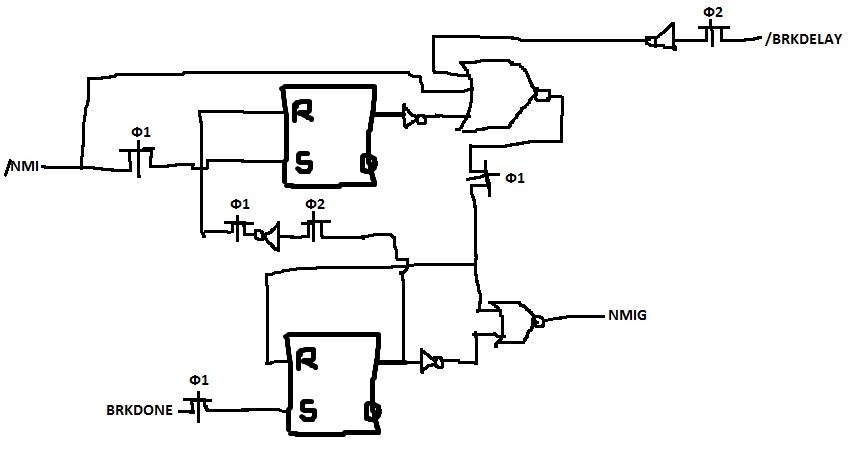 Φ2
/BRKDELAY
R
Φ1
/NMI
S
Q
Φ1
Φ1
Φ2
NMIG
R
Φ1
BRKDONE
S
Q